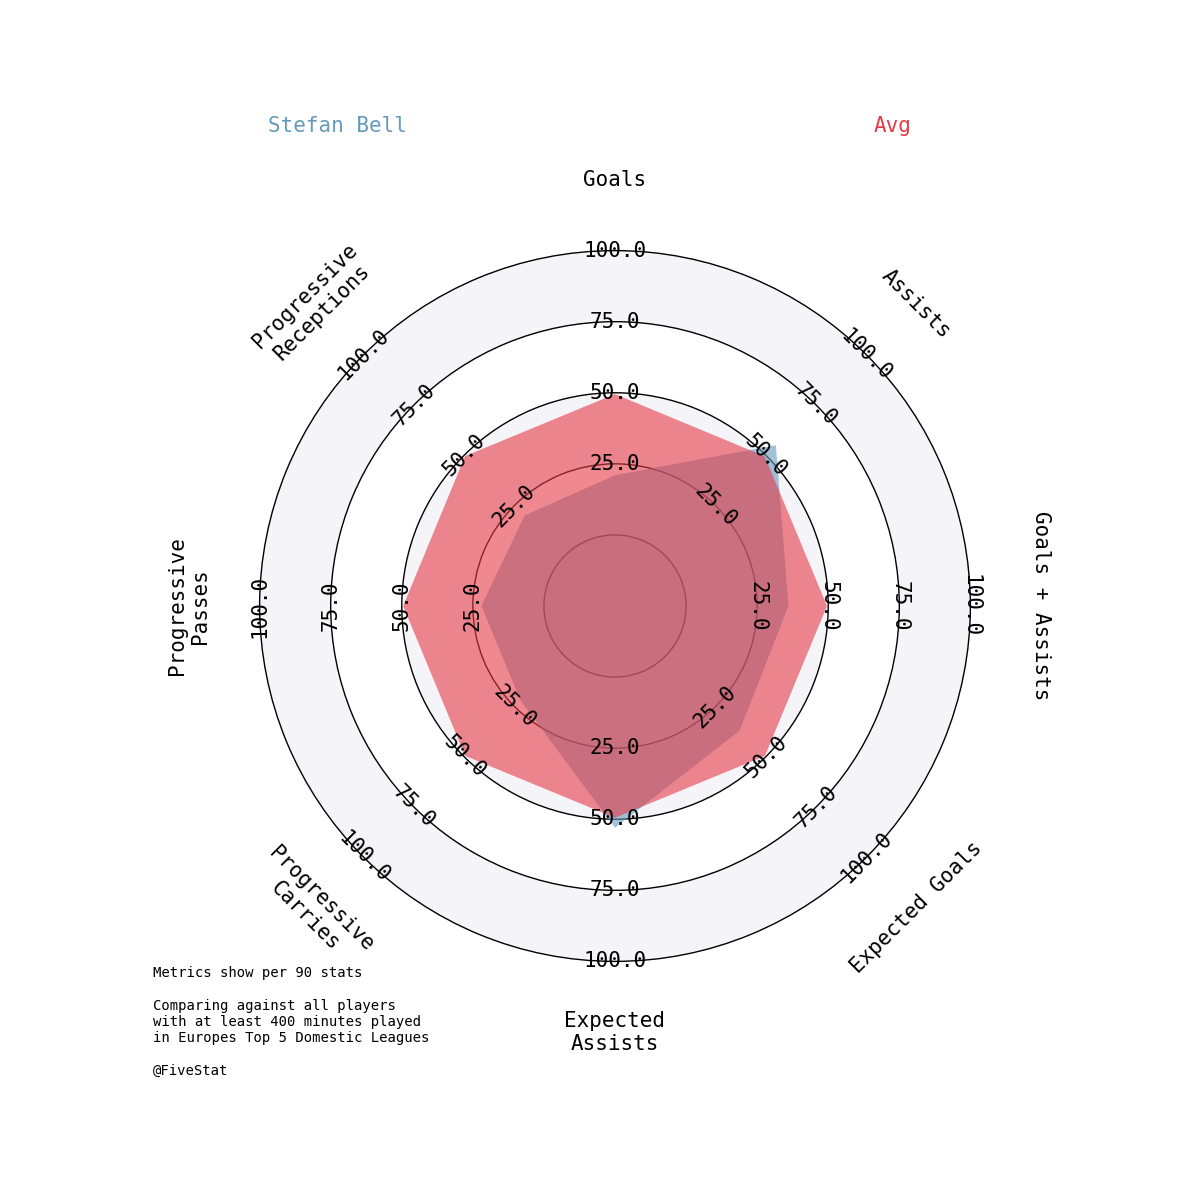 Stefan Bell
Avg
Goals
Assists
Goals + Assists
Expected Goals
Expected
Assists
Progressive
Carries
Progressive
Passes
Progressive
Receptions
25.0
50.0
75.0
100.0
25.0
50.0
75.0
100.0
25.0
50.0
75.0
100.0
25.0
50.0
75.0
100.0
25.0
50.0
75.0
100.0
25.0
50.0
75.0
100.0
25.0
50.0
75.0
100.0
25.0
50.0
75.0
100.0
Metrics show per 90 stats
Comparing against all players
with at least 400 minutes played
in Europes Top 5 Domestic Leagues
@FiveStat